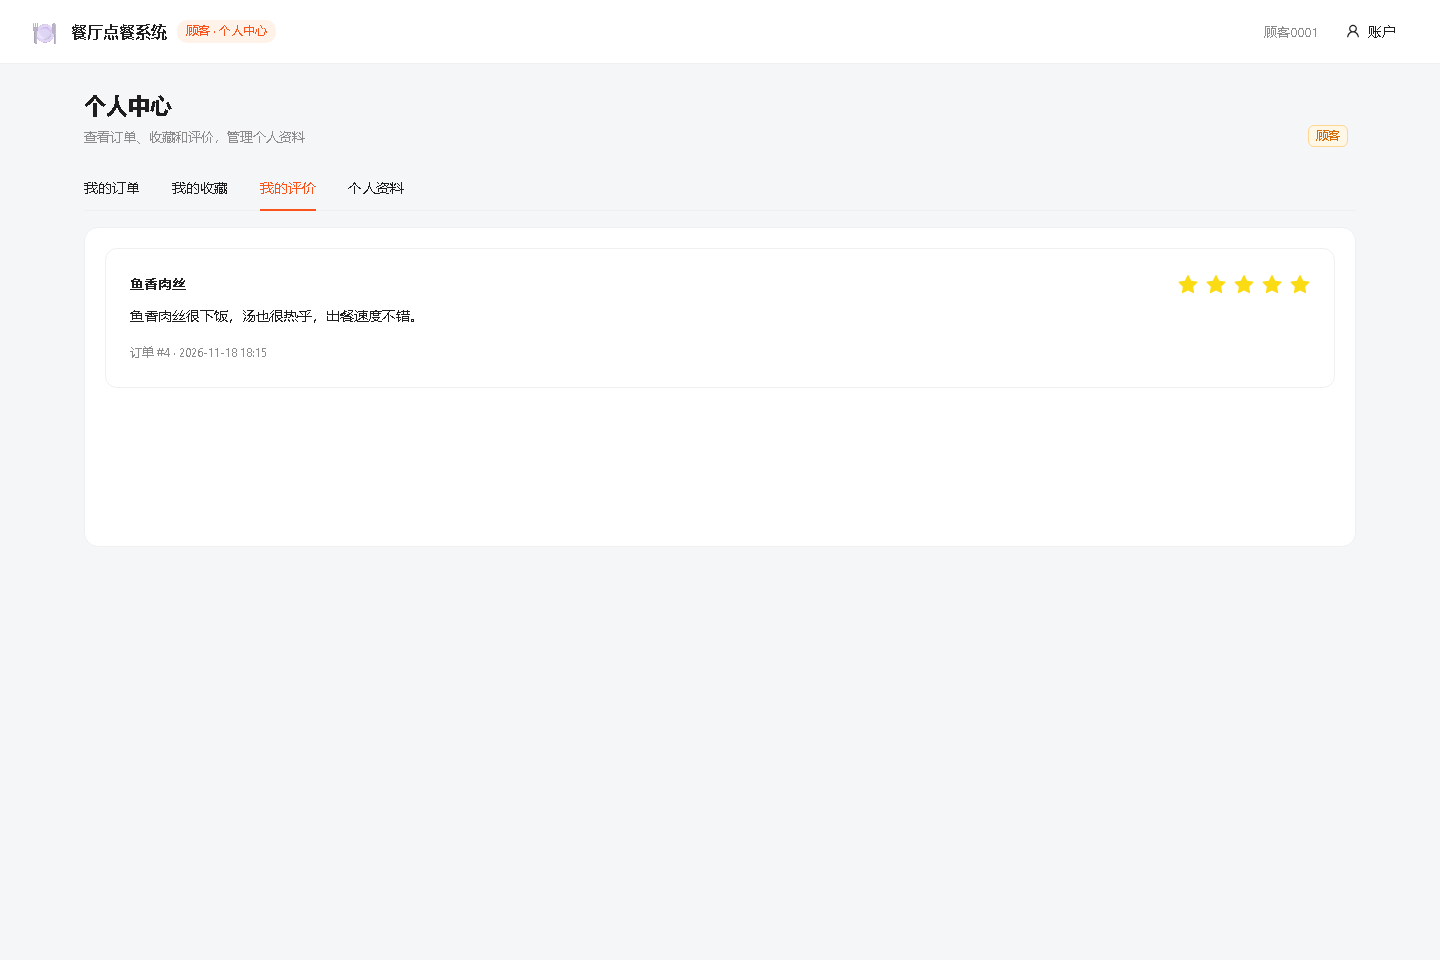 餐厅点餐系统 顾客 · 个人中心 顾客0001 账户
个人中心
查看订单、收藏和评价，管理个人资料
顾客
我的订单 我的收藏 我的评价 个人资料
鱼香肉丝
鱼香肉丝很下饭，汤也很热乎，出餐速度不错。
订单 #4 · 2026-11-18 18:15